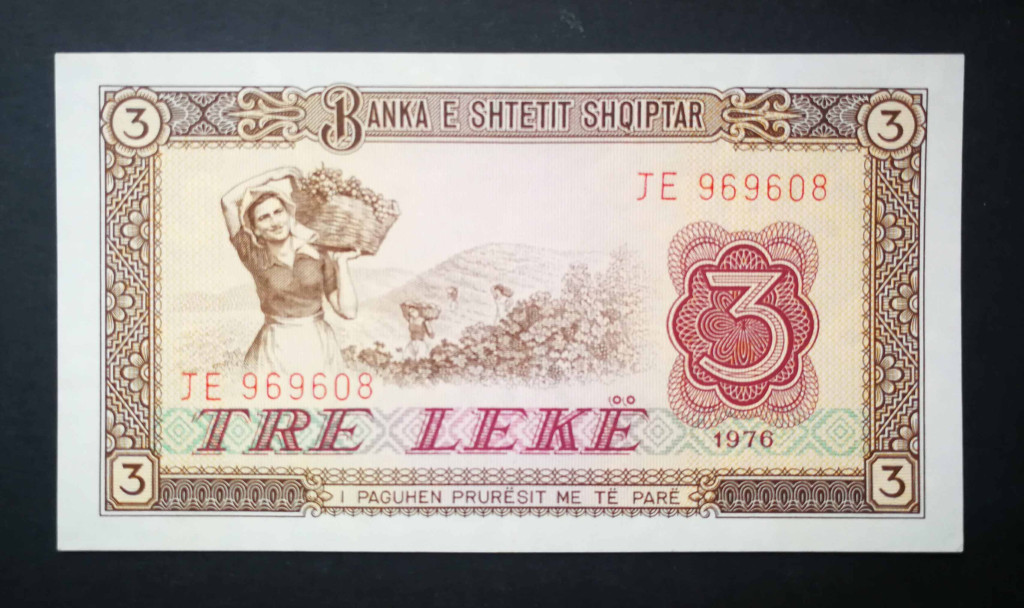 3 BANKA E SHTETIT SHQIPTAR 3
JE 969608
3
JE 969608
TRE LEKË
1976
3 I PAGUHEN PRURËSIT ME TË PARË 3